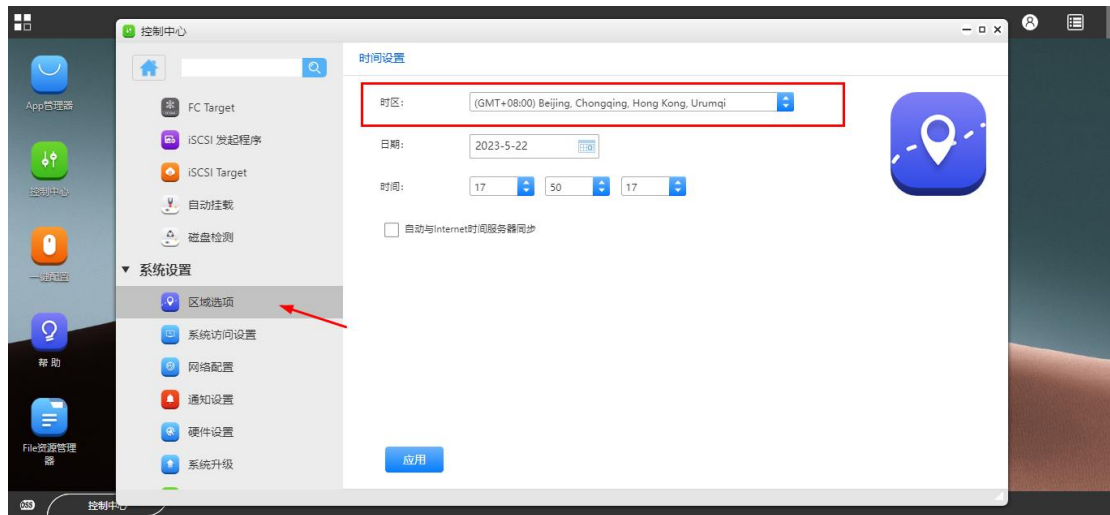 控制中心
App管理器
控制中心
一键配置
帮 助
File资源管理
器
FC Target
iSCSI 发起程序
iSCSI Target
自动挂载
磁盘检测
系统设置
区域选项
系统访问设置
网络配置
通知设置
硬件设置
系统升级
时间设置
时区:
(GMT+08:00) Beijing, Chongqing, Hong Kong, Urumqi
日期:
2023-5-22
时间:
17 50 17
自动与Internet时间服务器同步
应用
控制中心